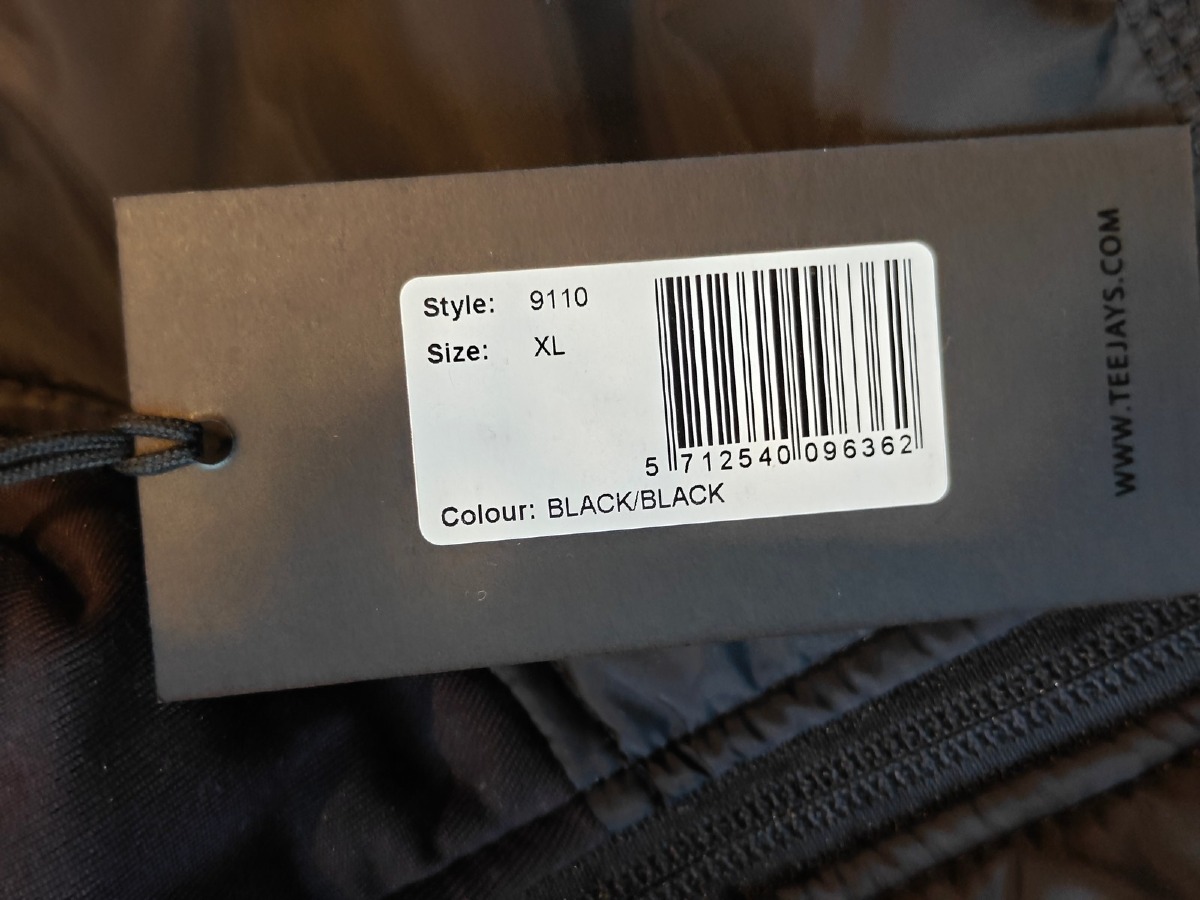 Style: 9110
Size: XL
5 712540 096362
Colour: BLACK/BLACK
WWW.TEEJAYS.COM